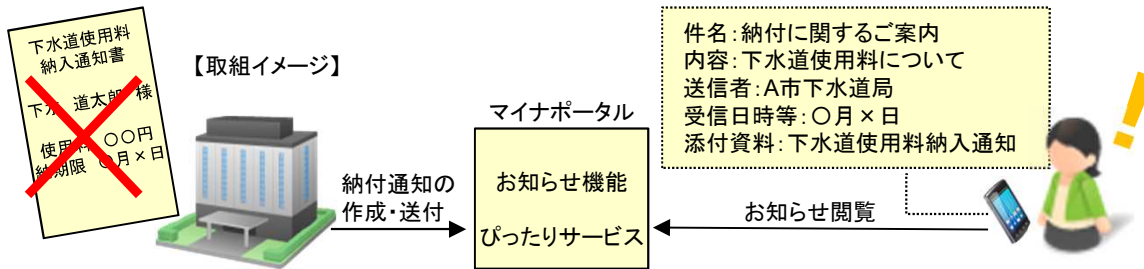 下水道使用料
納入通知書
下水 道太郎 様
使用料 〇〇円
納期限 〇月×日
【取組イメージ】
納付通知の
作成・送付
マイナポータル
お知らせ機能
ぴったりサービス
件名：納付に関するご案内
内容：下水道使用料について
送信者：A市下水道局
受信日時等：〇月×日
添付資料：下水道使用料納入通知
お知らせ閲覧